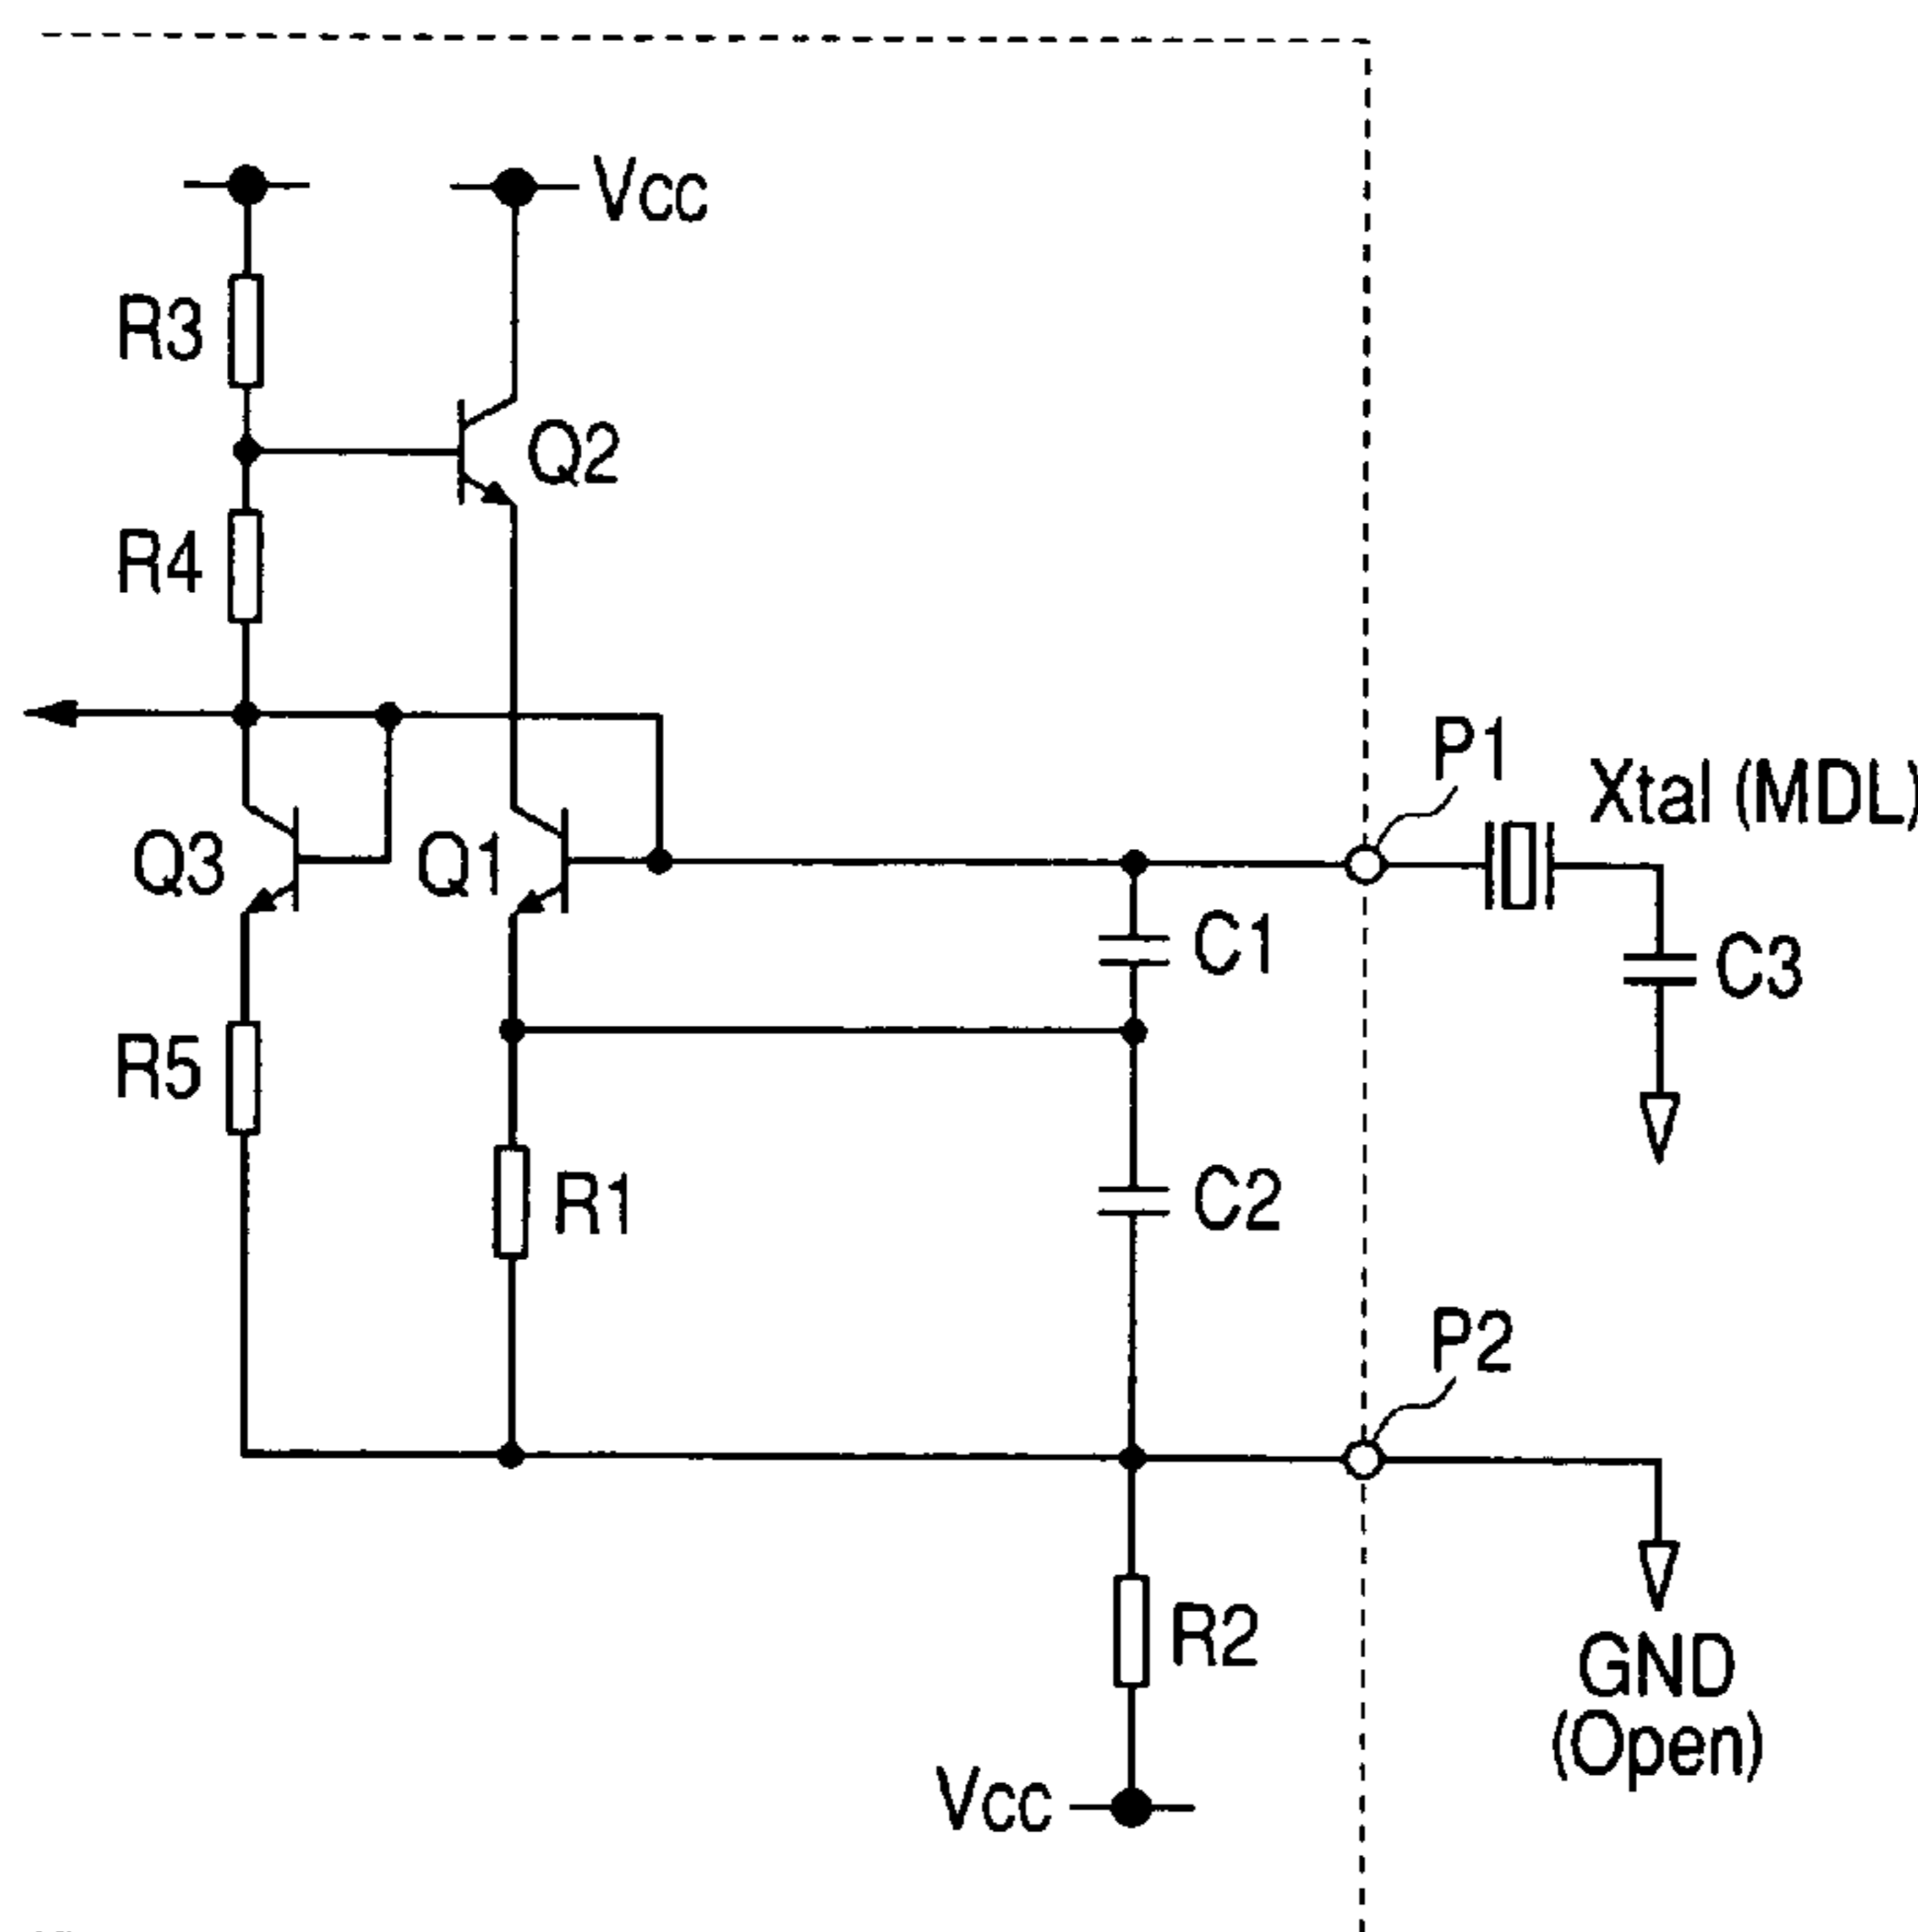 Vcc
R3
Q2
R4
P1
Xtal (MDL)
Q3
Q1
C1
C3
R5
R1
C2
P2
R2
GND
(Open)
Vcc